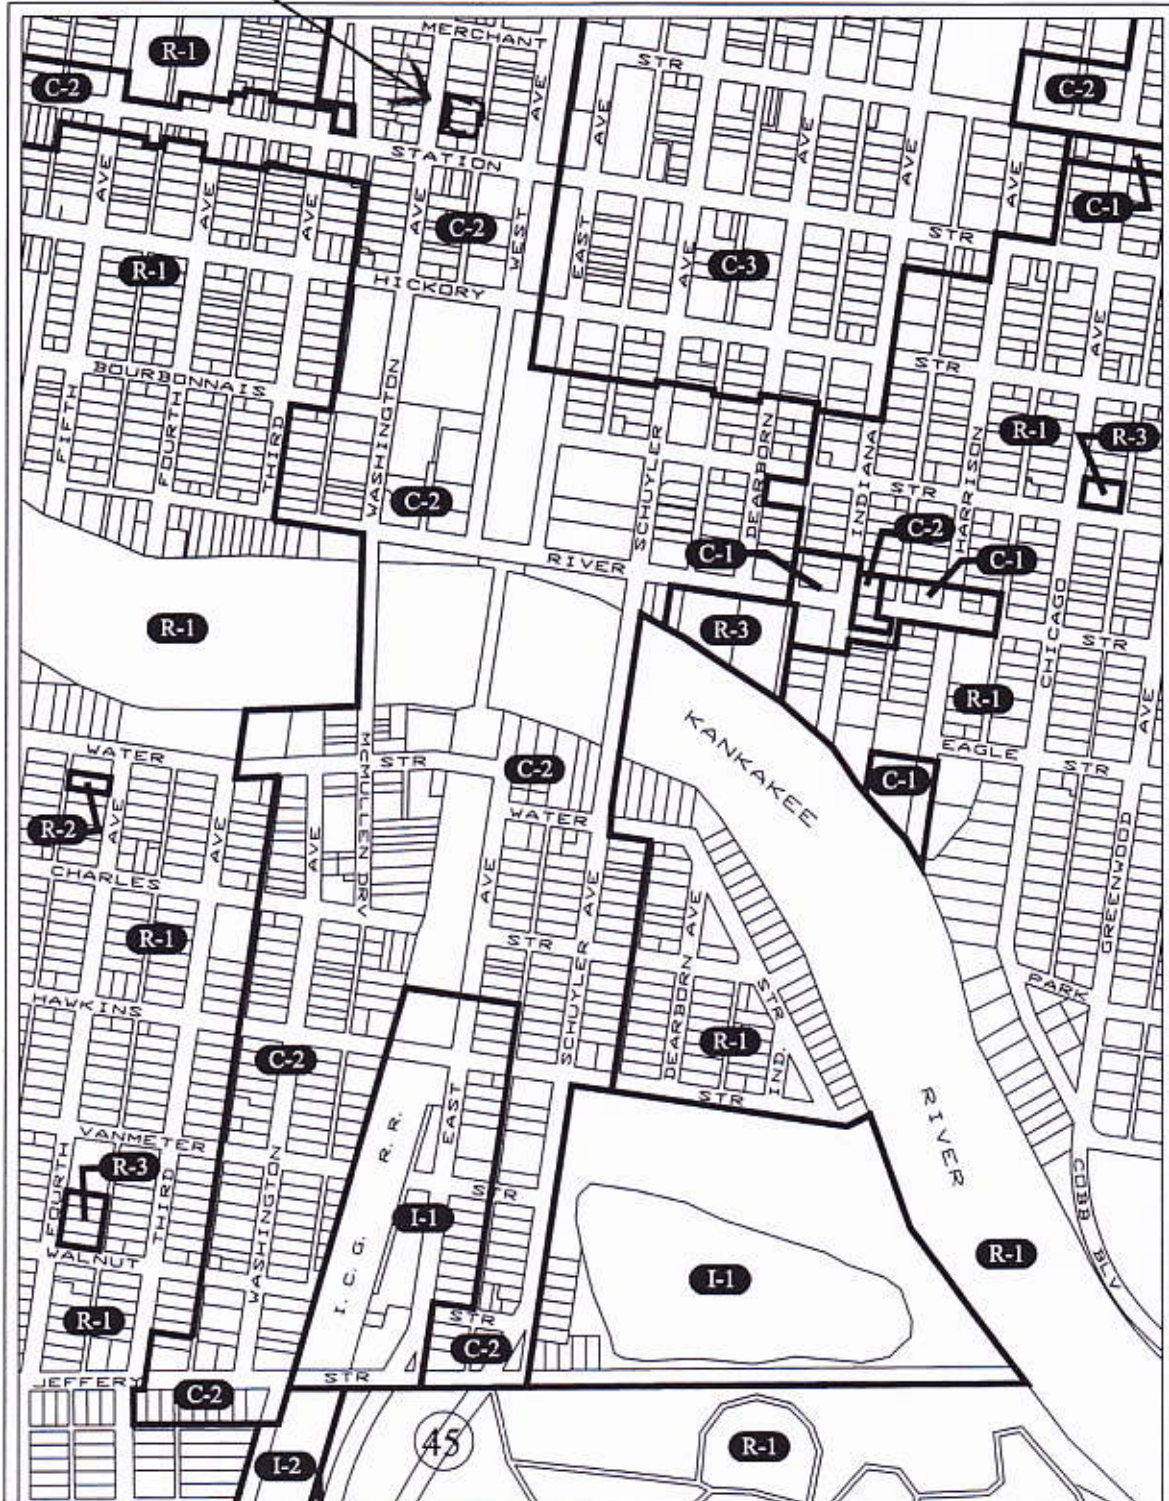 MERCHANT
R-1
STR
AVE
C-2
C-2
AVE
AVE
AVE
STATION
AVE
AVE
AVE
AVE
AVE
C-1
C-2
WEST
EAST
AVE
C-3
STR
R-1
HICKORY
AVE
STR
BOURBONNAIS
FIFTH
FOURTH
THIRD
WASHINGTON
C-2
SCHUYLER
DEARBORN
INDIANA
HARRISON
R-1
R-3
STR
C-2
C-1
C-1
RIVER
CHICAGO
R-1
R-3
STR
R-1
AVE
KANKAKEE
EAGLE
STR
WATER
MCMULLEN DRV
STR
C-2
C-1
R-2
AVE
AVE
AVE
WATER
GREENWOOD
CHARLES
AVE
AVE
R-1
STR
SCHUYLER
DEARBORN AVE
STR
PARK
HAWKINS
C-2
R-1
IND.
STR
RIVER
EAST
R. R.
VANMETER
FOURTH
R-3
THIRD
WASHINGTON
STR
COBB BLV
I-1
I. C. G.
WALNUT
R-1
I-1
R-1
STR
C-2
JEFFERY
STR
C-2
45
R-1
I-2